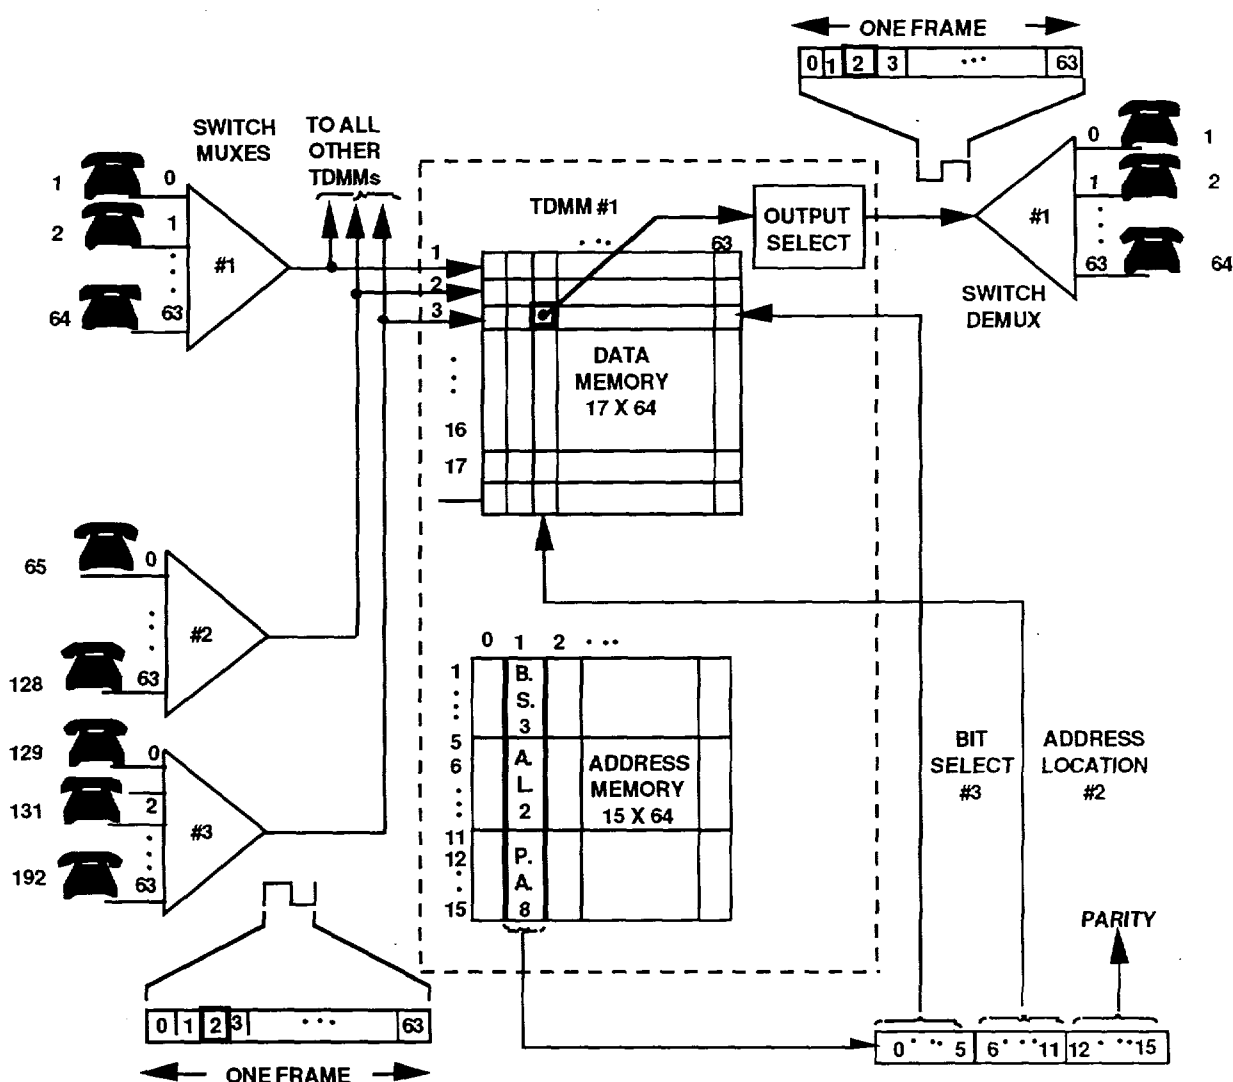 ONE FRAME
0 1 2 3 ... 63
SWITCH
MUXES
TO ALL
OTHER
TDMMs
1 0
2 1
64 63
#1
TDMM #1
... 63
OUTPUT
SELECT
#1
0 1
1 2
63 64
SWITCH
DEMUX
1
2
3
16
17
DATA
MEMORY
17 X 64
65 0
128 63
#2
129 0
131 2
192 63
#3
0 1 2 ...
1
5
6
11
12
15
B.
S.
3
A.
L.
2
P.
A.
8
ADDRESS
MEMORY
15 X 64
BIT
SELECT
#3
ADDRESS
LOCATION
#2
PARITY
0 ... 5 6 ... 11 12 ... 15
0 1 2 3 ... 63
ONE FRAME